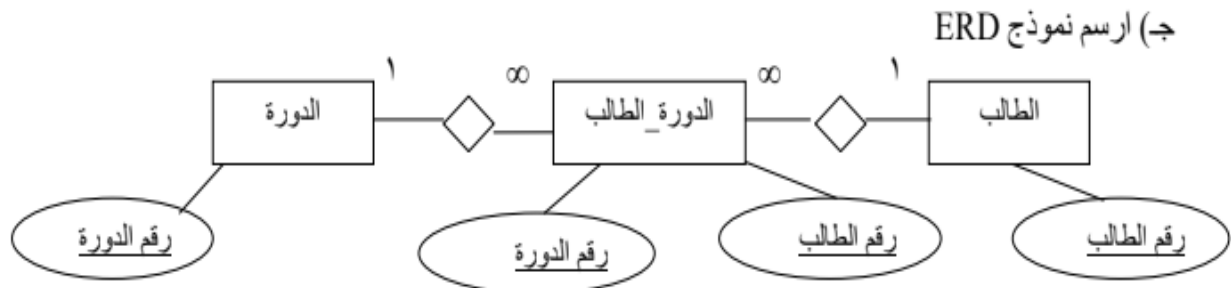 جـ) ارسم نموذج ERD
١ ∞ ∞ ١
الطالب الدورة_الطالب الدورة
رقم الطالب رقم الطالب رقم الدورة رقم الدورة